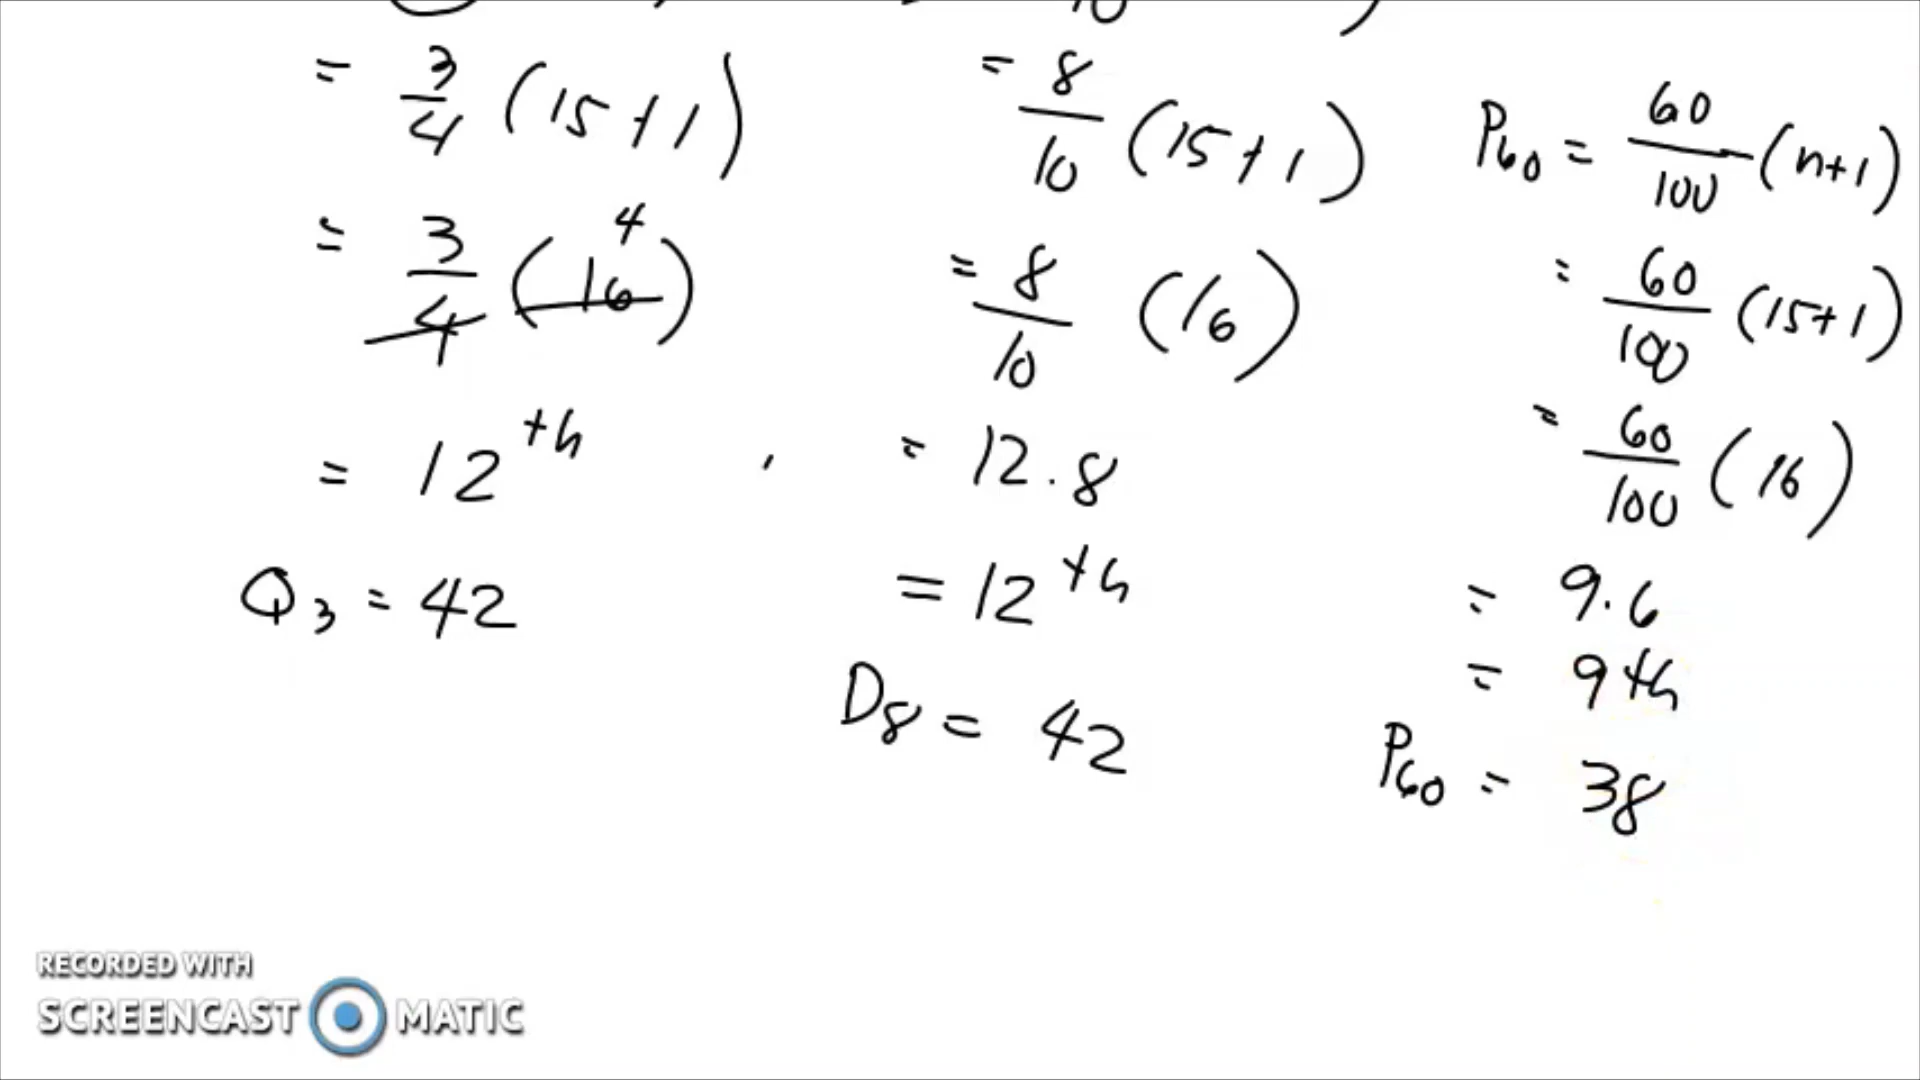 = 3/4 (15+1)
= 3/4 (16) 4
= 12th
Q3 = 42
10
= 8/10 (15+1)
= 8/10 (16)
= 12.8
= 12th
D8 = 42
P60 = 60/100 (n+1)
= 60/100 (15+1)
= 60/100 (16)
= 9.6
= 9th
P60 = 38
RECORDED WITH
SCREENCAST MATIC